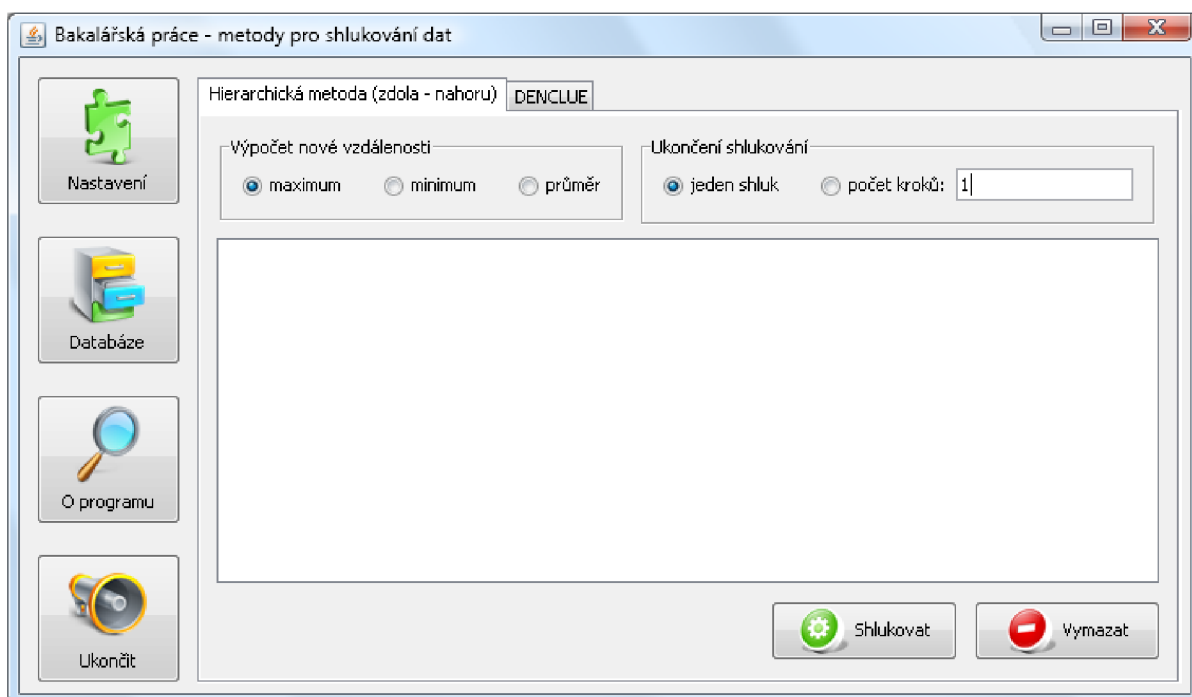 Bakalářská práce - metody pro shlukování dat
Hierarchická metoda (zdola - nahoru) DENCLUE
Výpočet nové vzdálenosti Ukončení shlukování
maximum minimum průměr jeden shluk počet kroků: 1
Nastavení
Databáze
O programu
Ukončit
Shlukovat Vymazat